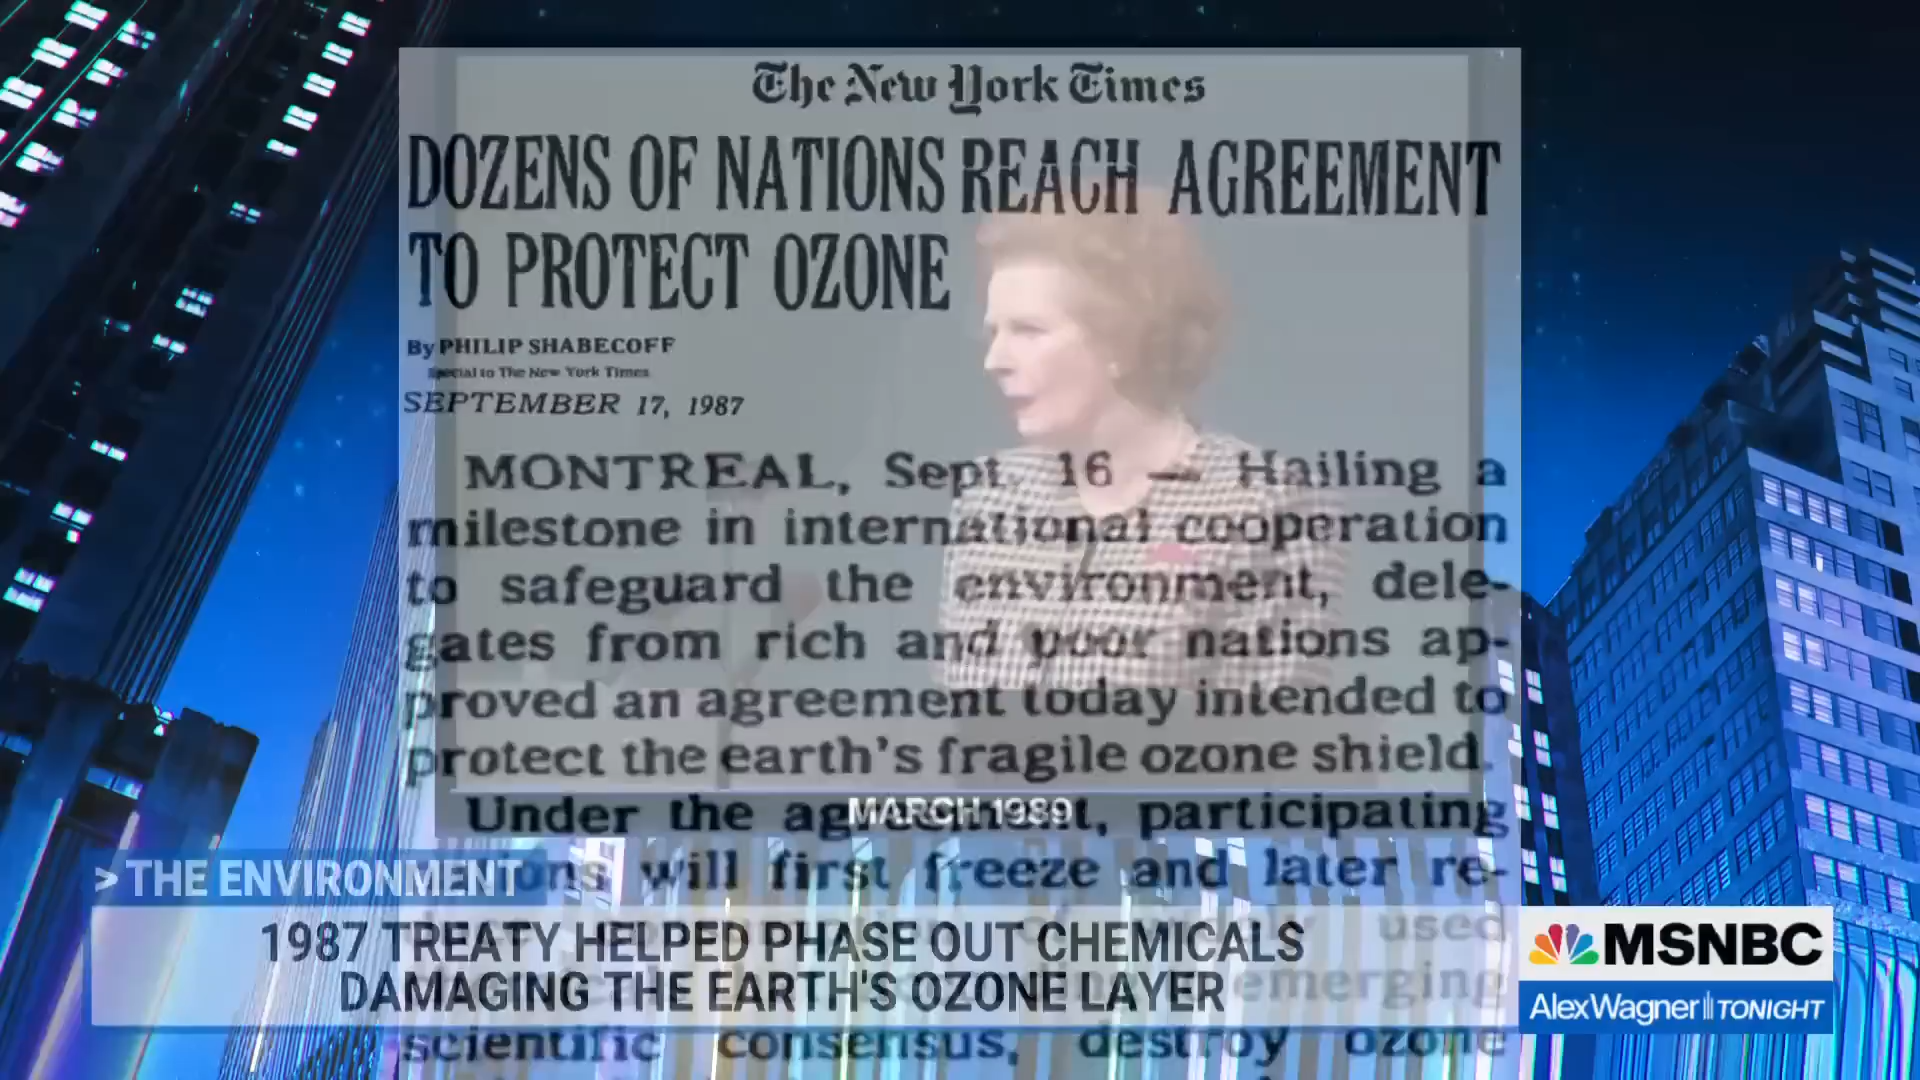 The New York Times
DOZENS OF NATIONS REACH AGREEMENT
TO PROTECT OZONE
By PHILIP SHABECOFF
Special to The New York Times
SEPTEMBER 17, 1987
MONTREAL, Sept. 16 — Hailing a
milestone in international cooperation
to safeguard the environment, dele-
gates from rich and poor nations ap-
proved an agreement today intended to
protect the earth's fragile ozone shield.
Under the agreement, participating
MARCH 1989
will first freeze and later re-
> THE ENVIRONMENT
used
1987 TREATY HELPED PHASE OUT CHEMICALS
DAMAGING THE EARTH'S OZONE LAYER
emerging
scientific consensus, destroy ozone
MSNBC
Alex Wagner TONIGHT